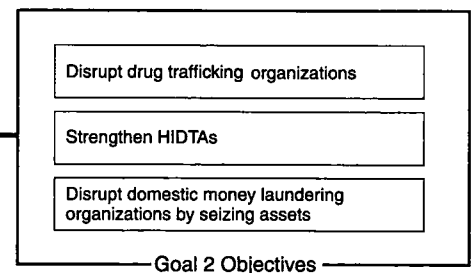 Disrupt drug trafficking organizations
Strengthen HIDTAs
Disrupt domestic money laundering
organizations by seizing assets
Goal 2 Objectives